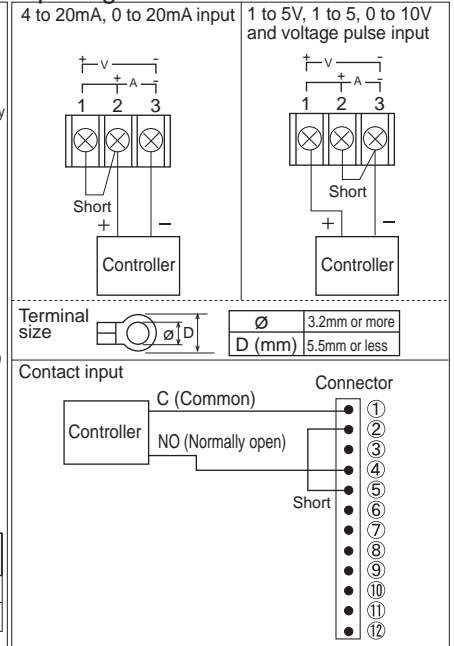 4 to 20mA, 0 to 20mA input
+ V -
+ A -
1 2 3
Short
+ -
Controller
1 to 5V, 1 to 5, 0 to 10V
and voltage pulse input
+ V -
+ A -
1 2 3
Short
+ -
Controller
Terminal
size
ø D
Ø 3.2mm or more
D (mm) 5.5mm or less
Contact input
Connector
C (Common)
Controller
NO (Normally open)
Short
①
②
③
④
⑤
⑥
⑦
⑧
⑨
⑩
⑪
⑫